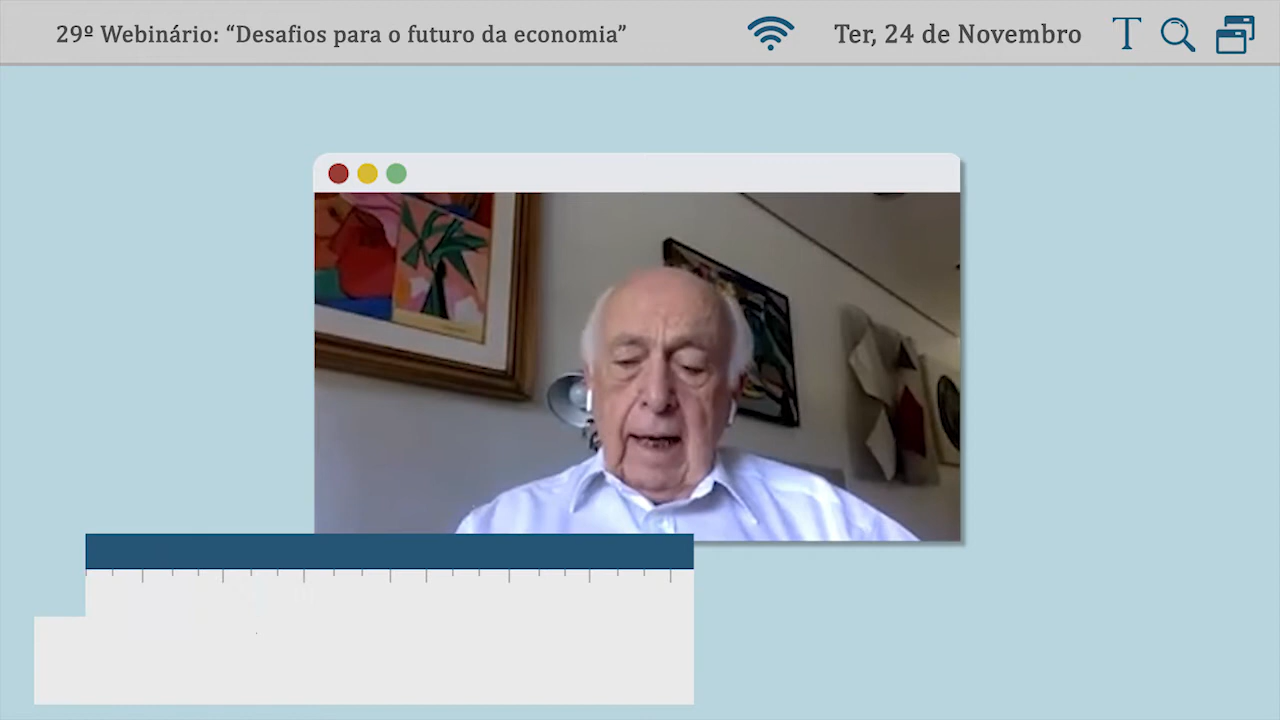 29º Webinário: “Desafios para o futuro da economia”
Ter, 24 de Novembro
T